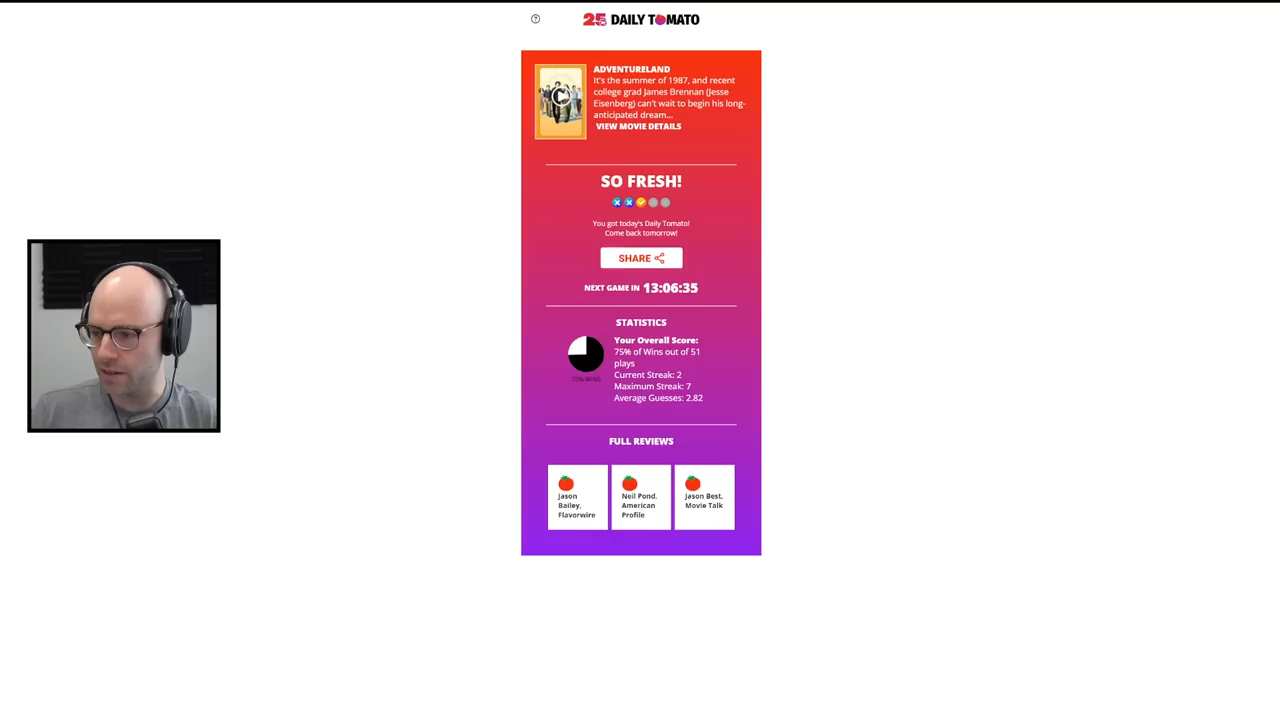 25 DAILY TOMATO
ADVENTURELAND
It's the summer of 1987, and recent
college grad James Brennan (Jesse
Eisenberg) can't wait to begin his long-
anticipated dream...
VIEW MOVIE DETAILS
SO FRESH!
You got today's Daily Tomato!
Come back tomorrow!
SHARE
NEXT GAME IN 13:06:35
STATISTICS
Your Overall Score:
75% of Wins out of 51
plays
Current Streak: 2
Maximum Streak: 7
Average Guesses: 2.82
75% WINS
FULL REVIEWS
Jason
Bailey,
Flavorwire
Neil Pond,
American
Profile
Jason Best,
Movie Talk